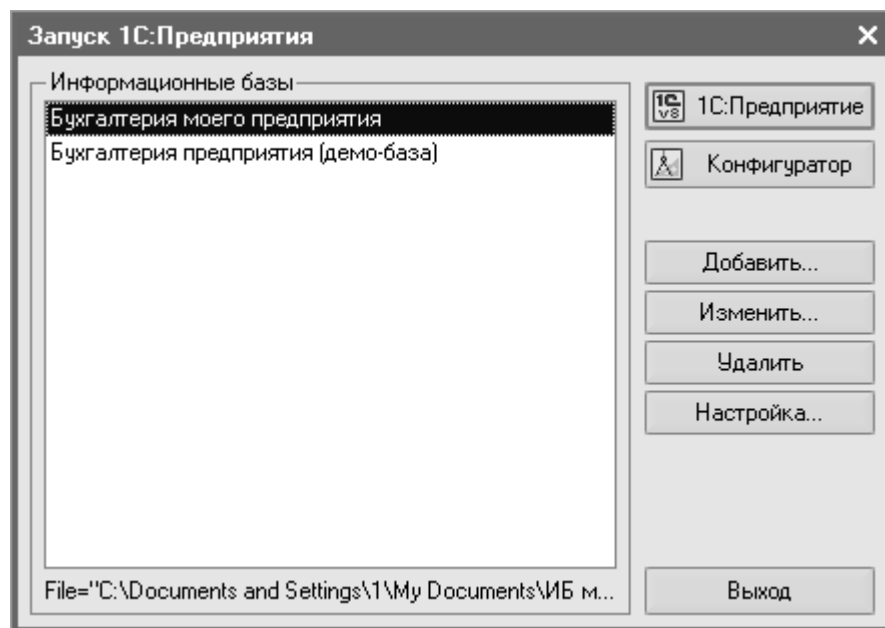 Запуск 1С:Предприятия
Информационные базы
Бухгалтерия моего предприятия
Бухгалтерия предприятия (демо-база)
File="C:\Documents and Settings\1\My Documents\ИБ м...
1С:Предприятие
Конфигуратор
Добавить...
Изменить...
Удалить
Настройка...
Выход